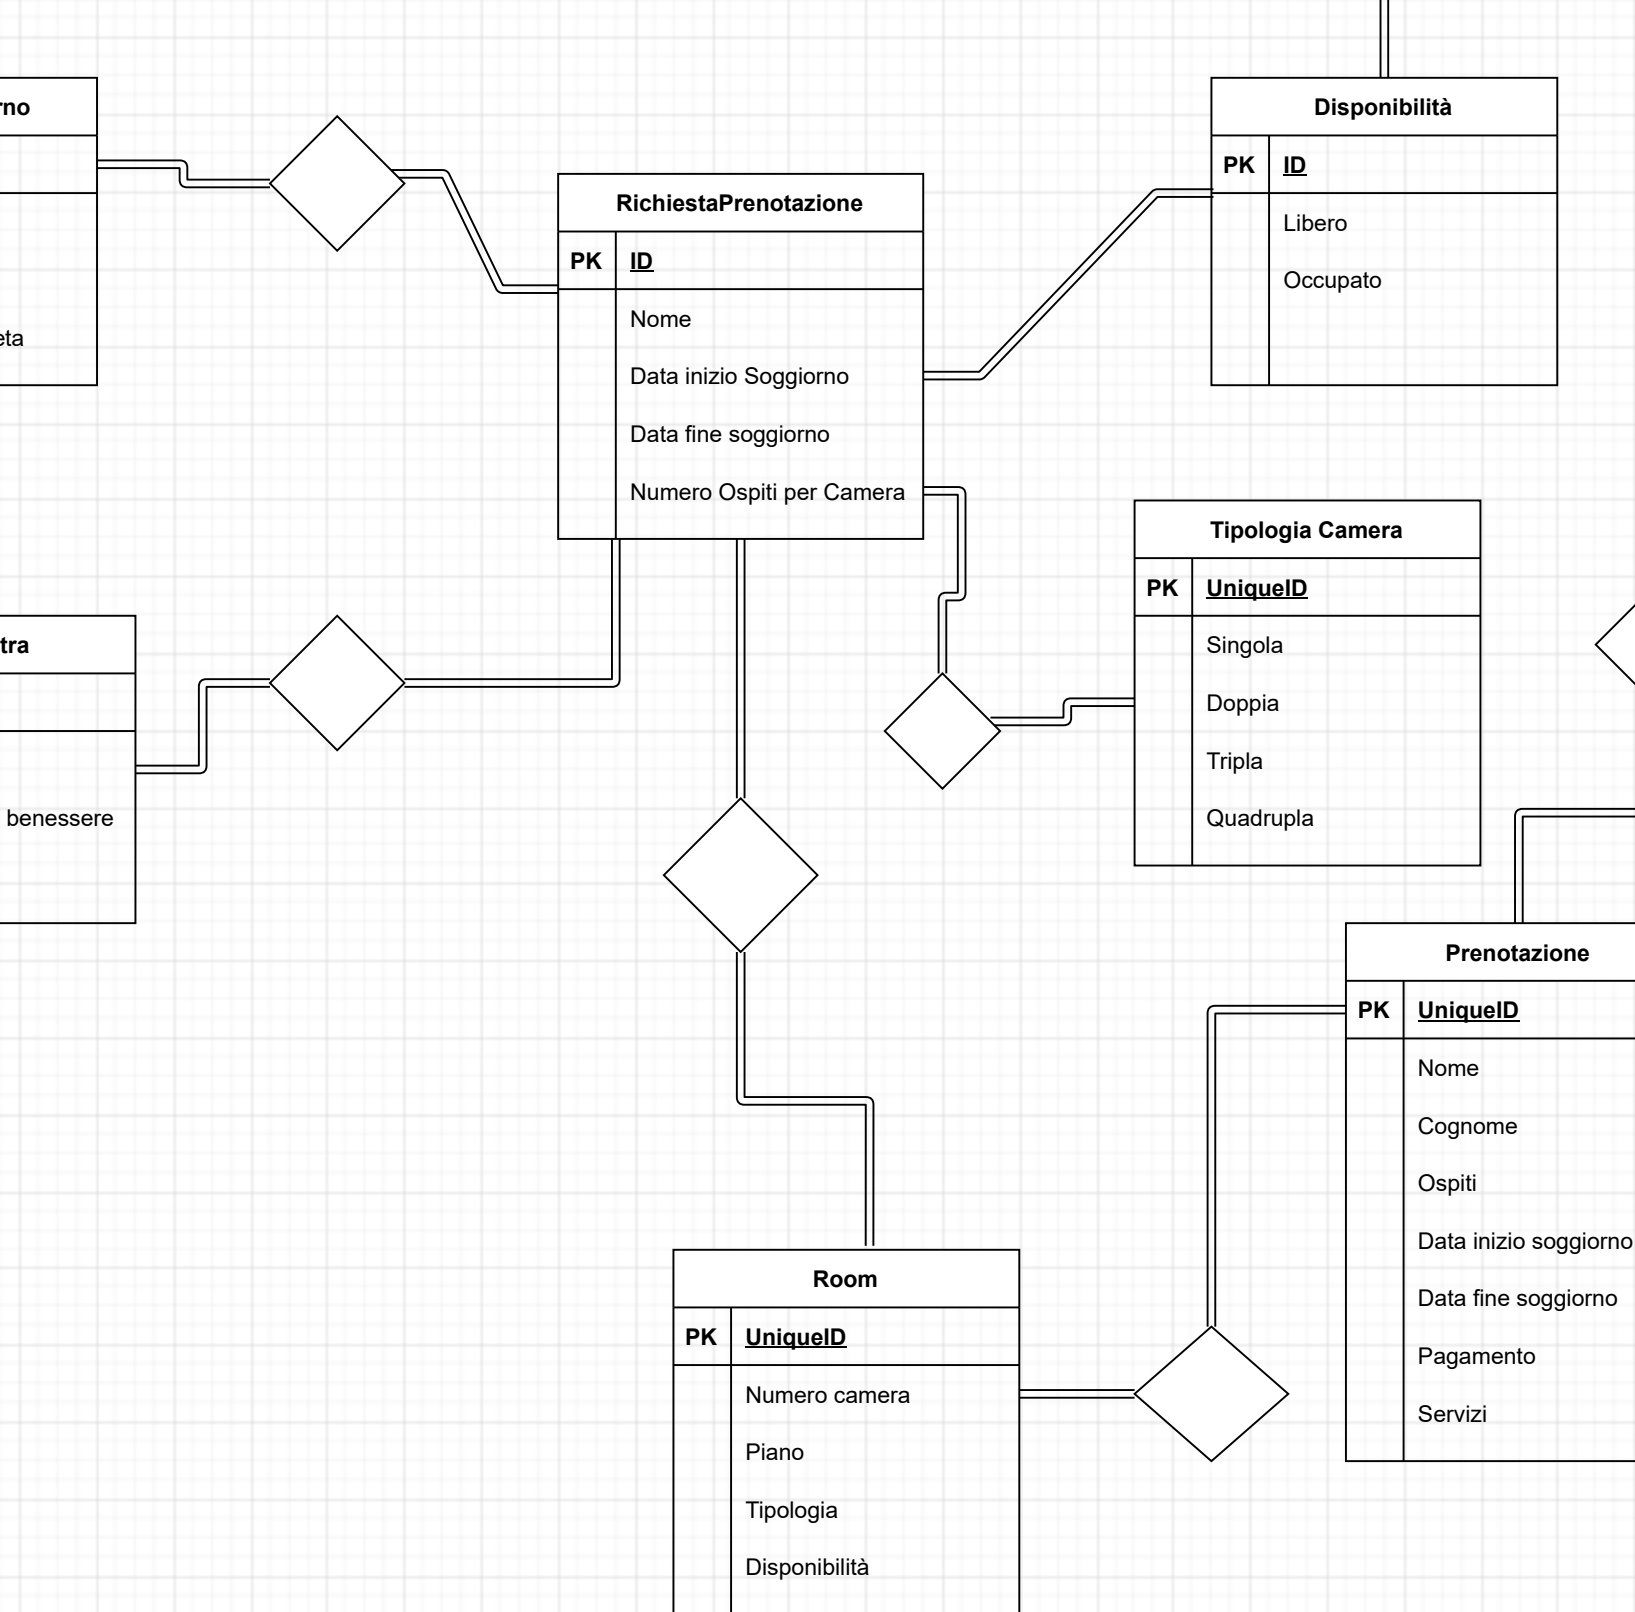 rno
eta
RichiestaPrenotazione
PK ID
Nome
Data inizio Soggiorno
Data fine soggiorno
Numero Ospiti per Camera
Disponibilità
PK ID
Libero
Occupato
Tipologia Camera
PK UniqueID
Singola
Doppia
Tripla
Quadrupla
tra
benessere
Prenotazione
PK UniqueID
Nome
Cognome
Ospiti
Data inizio soggiorno
Data fine soggiorno
Pagamento
Servizi
Room
PK UniqueID
Numero camera
Piano
Tipologia
Disponibilità